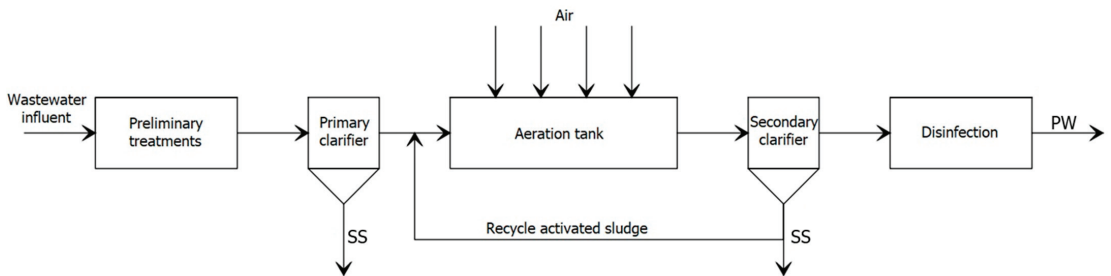 Air
Wastewater
influent
Preliminary
treatments
Primary
clarifier
Aeration tank
Secondary
clarifier
Disinfection
PW
Recycle activated sludge
SS
SS